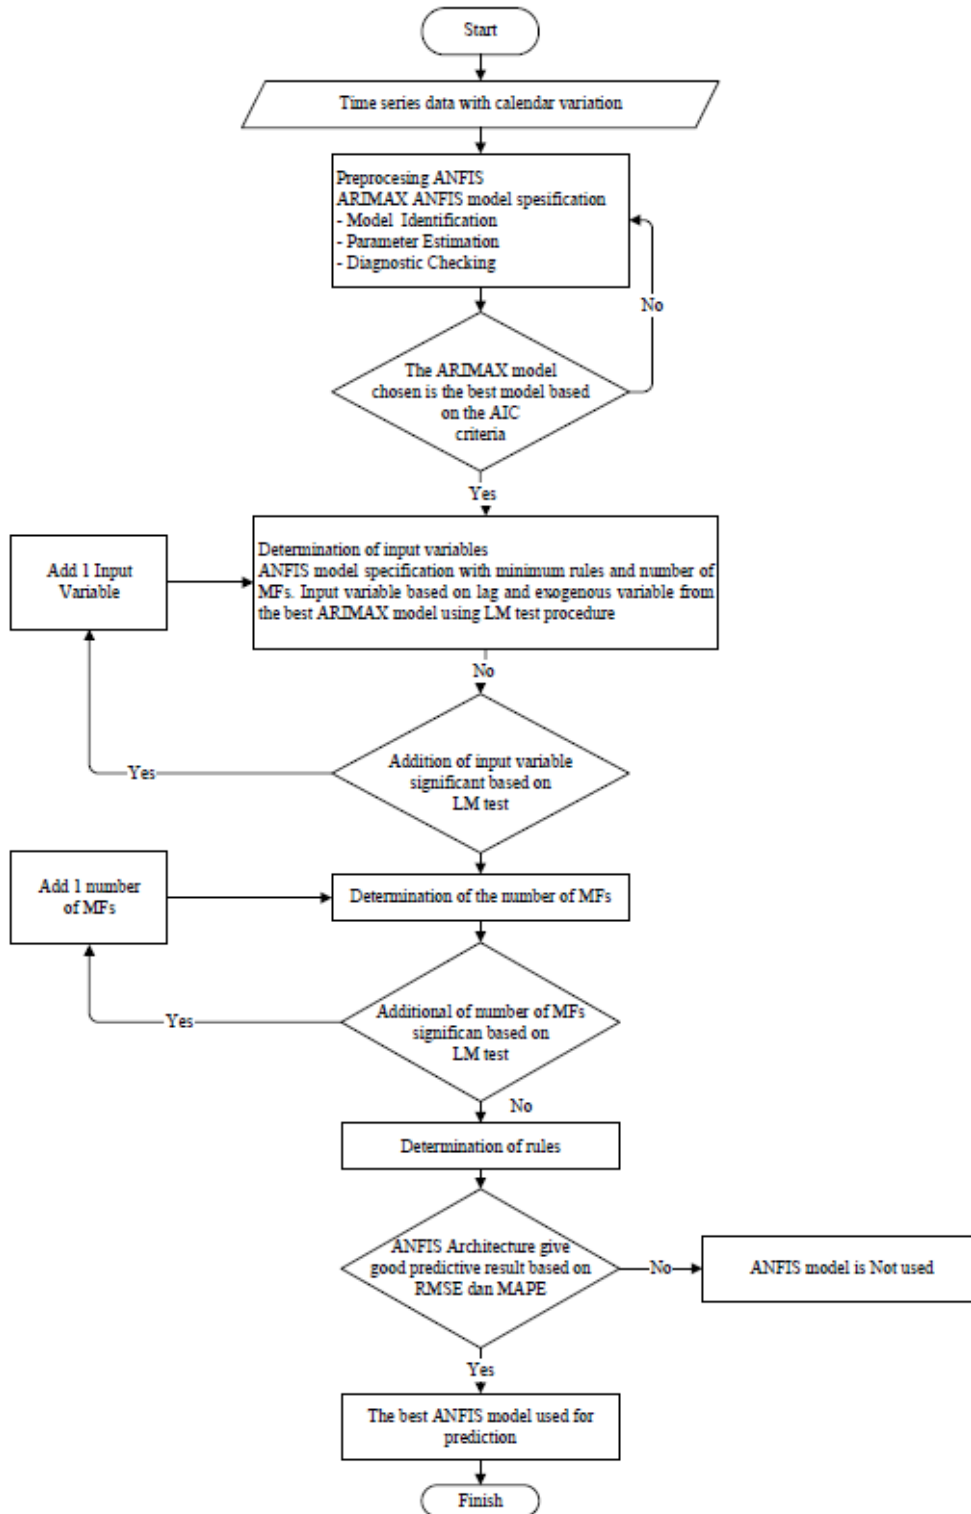 Start
Time series data with calendar variation
Preprocesing ANFIS
ARIMAX ANFIS model spesification
- Model Identification
- Parameter Estimation
- Diagnostic Checking
No
The ARIMAX model
chosen is the best model based
on the AIC
criteria
Yes
Add 1 Input
Variable
Determination of input variables
ANFIS model specification with minimum rules and number of
MFs. Input variable based on lag and exogenous variable from
the best ARIMAX model using LM test procedure
No
Addition of input variable
significant based on
LM test
Yes
Add 1 number
of MFs
Determination of the number of MFs
Additional of number of MFs
significan based on
LM test
Yes
No
Determination of rules
ANFIS Architecture give
good predictive result based on
RMSE dan MAPE
No
ANFIS model is Not used
Yes
The best ANFIS model used for
prediction
Finish